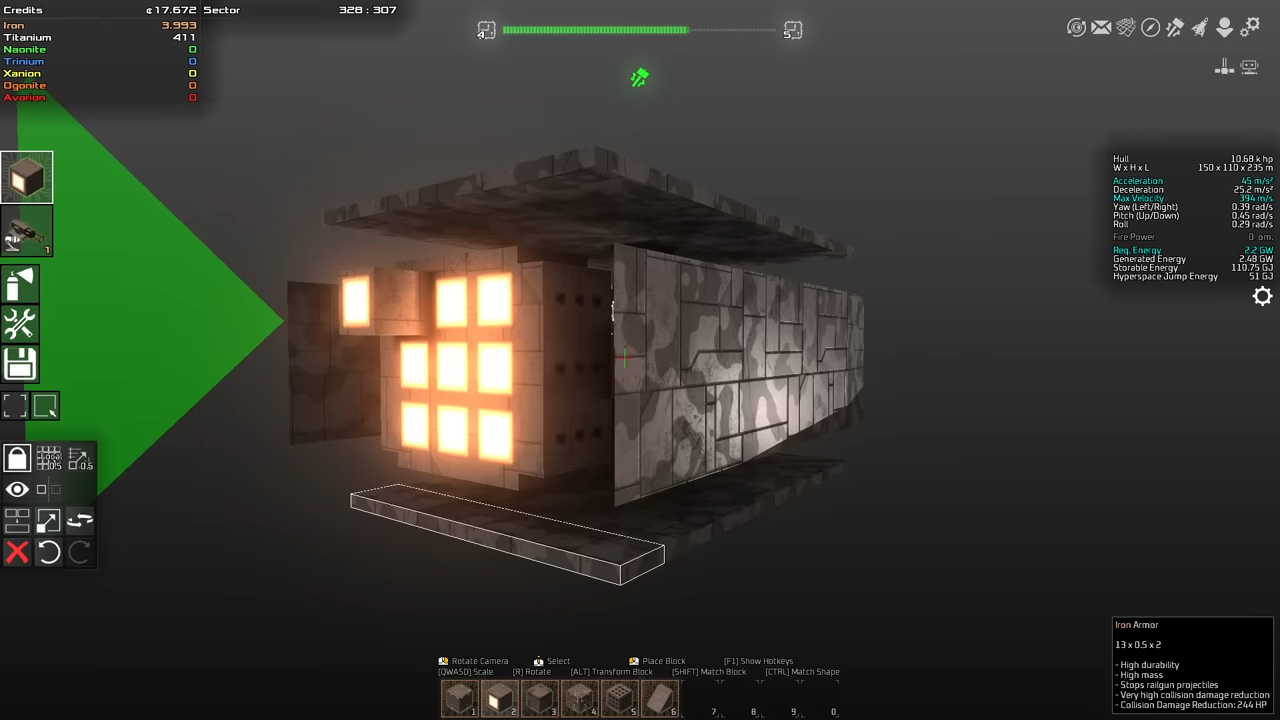 Credits ¢17.672
Sector 328 : 307
Iron 3.993
Titanium 411
Naonite 0
Trinium 0
Xanion 0
Ogonite 0
Avorion 0
4 5
1
Hull 10.68 k hp
W x H x L 150 x 110 x 235 m
Acceleration 45 m/s²
Deceleration 25.2 m/s²
Max Velocity 394 m/s
Yaw (Left/Right) 0.39 rad/s
Pitch (Up/Down) 0.45 rad/s
Roll 0.29 rad/s
Fire Power 0 om.
Req. Energy 2.2 GW
Generated Energy 2.48 GW
Storable Energy 110.75 GJ
Hyperspace Jump Energy 51 GJ
Local
0.5 0.5
Rotate Camera Select Place Block [F1] Show Hotkeys
[QWASD] Scale [R] Rotate [ALT] Transform Block [SHIFT] Match Block [CTRL] Match Shape
1 2 3 4 5 6 7 8 9 0
Iron Armor
13 x 0.5 x 2
- High durability
- High mass
- Stops railgun projectiles
- Very high collision damage reduction
- Collision Damage Reduction: 244 HP